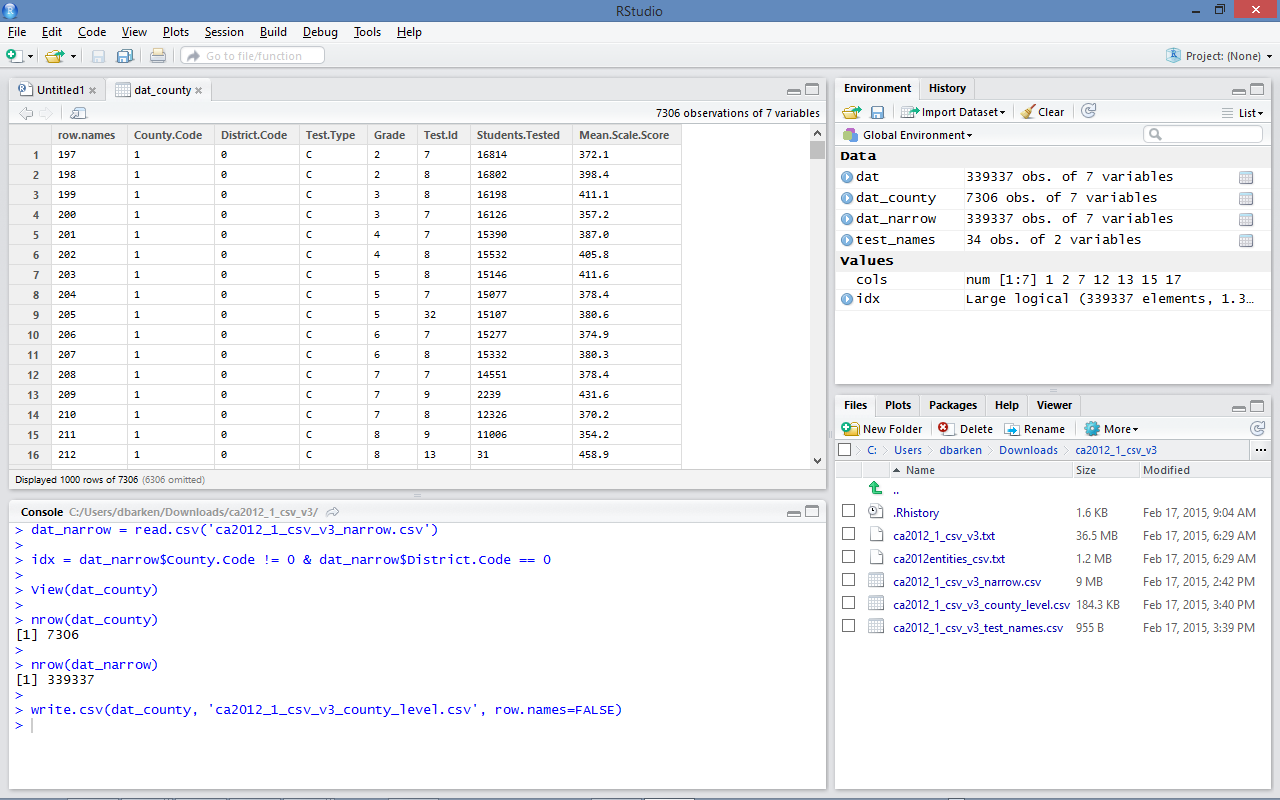 RStudio
File Edit Code View Plots Session Build Debug Tools Help
Go to file/function
Project: (None)
Untitled1 dat_county
7306 observations of 7 variables
row.names County.Code District.Code Test.Type Grade Test.Id Students.Tested Mean.Scale.Score
1 197 1 0 C 2 7 16814 372.1
2 198 1 0 C 2 8 16802 398.4
3 199 1 0 C 3 8 16198 411.1
4 200 1 0 C 3 7 16126 357.2
5 201 1 0 C 4 7 15390 387.0
6 202 1 0 C 4 8 15532 405.8
7 203 1 0 C 5 8 15146 411.6
8 204 1 0 C 5 7 15077 378.4
9 205 1 0 C 5 32 15107 380.6
10 206 1 0 C 6 7 15277 374.9
11 207 1 0 C 6 8 15332 380.3
12 208 1 0 C 7 7 14551 378.4
13 209 1 0 C 7 9 2239 431.6
14 210 1 0 C 7 8 12326 370.2
15 211 1 0 C 8 9 11006 354.2
16 212 1 0 C 8 13 31 458.9
Displayed 1000 rows of 7306 (6306 omitted)
Console C:/Users/dbarken/Downloads/ca2012_1_csv_v3/
> dat_narrow = read.csv('ca2012_1_csv_v3_narrow.csv')
>
> idx = dat_narrow$County.Code != 0 & dat_narrow$District.Code == 0
>
> View(dat_county)
>
> nrow(dat_county)
[1] 7306
>
> nrow(dat_narrow)
[1] 339337
>
> write.csv(dat_county, 'ca2012_1_csv_v3_county_level.csv', row.names=FALSE)
>
Environment History
Import Dataset Clear List
Global Environment
Data
dat 339337 obs. of 7 variables
dat_county 7306 obs. of 7 variables
dat_narrow 339337 obs. of 7 variables
test_names 34 obs. of 2 variables
Values
cols num [1:7] 1 2 7 12 13 15 17
idx Large logical (339337 elements, 1.3…
Files Plots Packages Help Viewer
New Folder Delete Rename More
C: Users dbarken Downloads ca2012_1_csv_v3 ...
Name Size Modified
..
.Rhistory 1.6 KB Feb 17, 2015, 9:04 AM
ca2012_1_csv_v3.txt 36.5 MB Feb 17, 2015, 6:29 AM
ca2012entities_csv.txt 1.2 MB Feb 17, 2015, 6:29 AM
ca2012_1_csv_v3_narrow.csv 9 MB Feb 17, 2015, 2:42 PM
ca2012_1_csv_v3_county_level.csv 184.3 KB Feb 17, 2015, 3:40 PM
ca2012_1_csv_v3_test_names.csv 955 B Feb 17, 2015, 3:39 PM